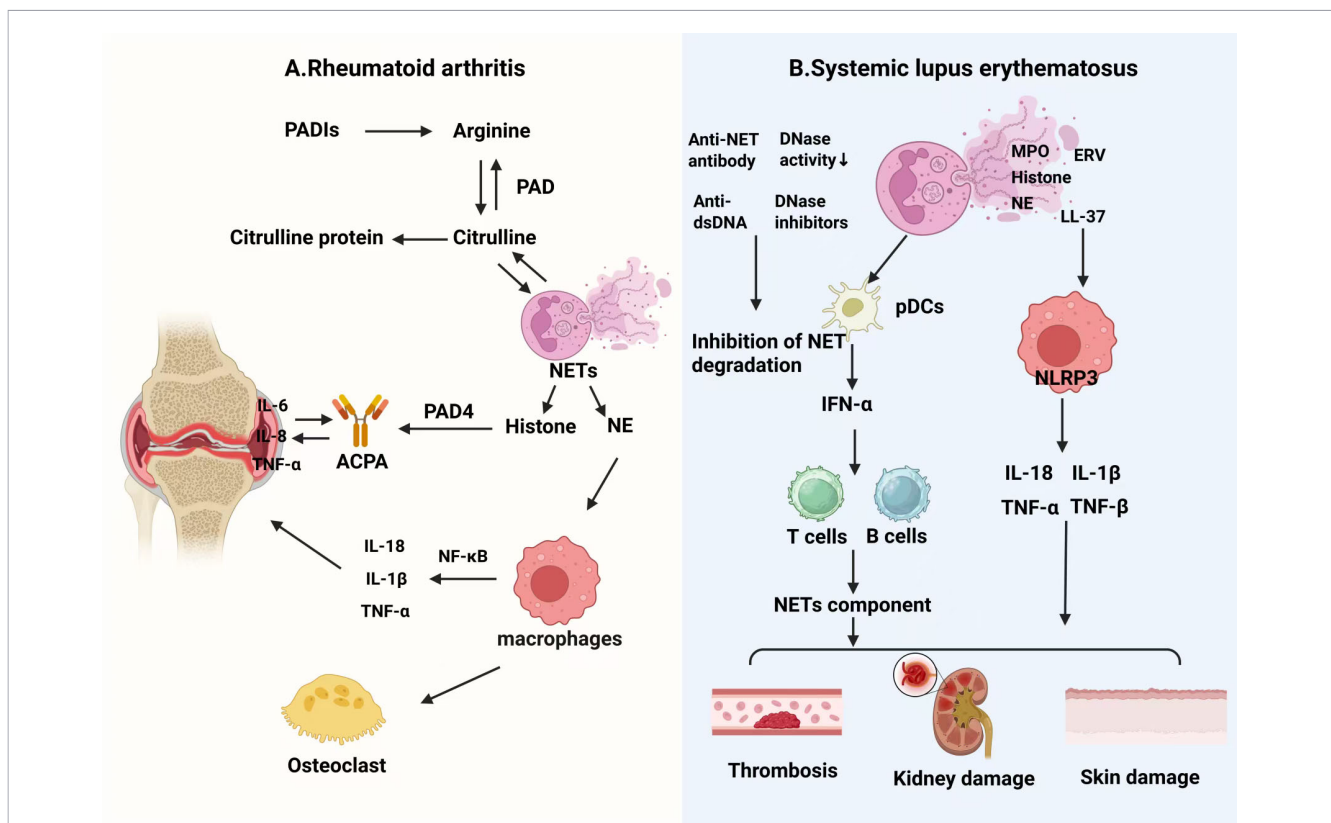 A.Rheumatoid arthritis
PADIs
Arginine
PAD
Citrulline protein
Citrulline
NETs
IL-6
IL-8
TNF-α
ACPA
PAD4
Histone
NE
IL-18
IL-1β
TNF-α
NF-κB
macrophages
Osteoclast
B.Systemic lupus erythematosus
Anti-NET
antibody
DNase
activity↓
Anti-
dsDNA
DNase
inhibitors
MPO
Histone
NE
ERV
LL-37
Inhibition of NET
degradation
pDCs
IFN-α
NLRP3
T cells
B cells
IL-18
IL-1β
TNF-α
TNF-β
NETs component
Thrombosis
Kidney damage
Skin damage